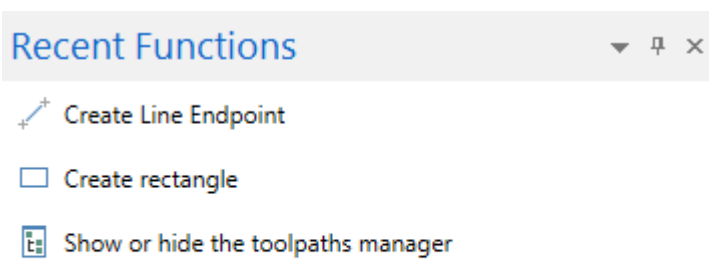 Recent Functions
Create Line Endpoint
Create rectangle
Show or hide the toolpaths manager